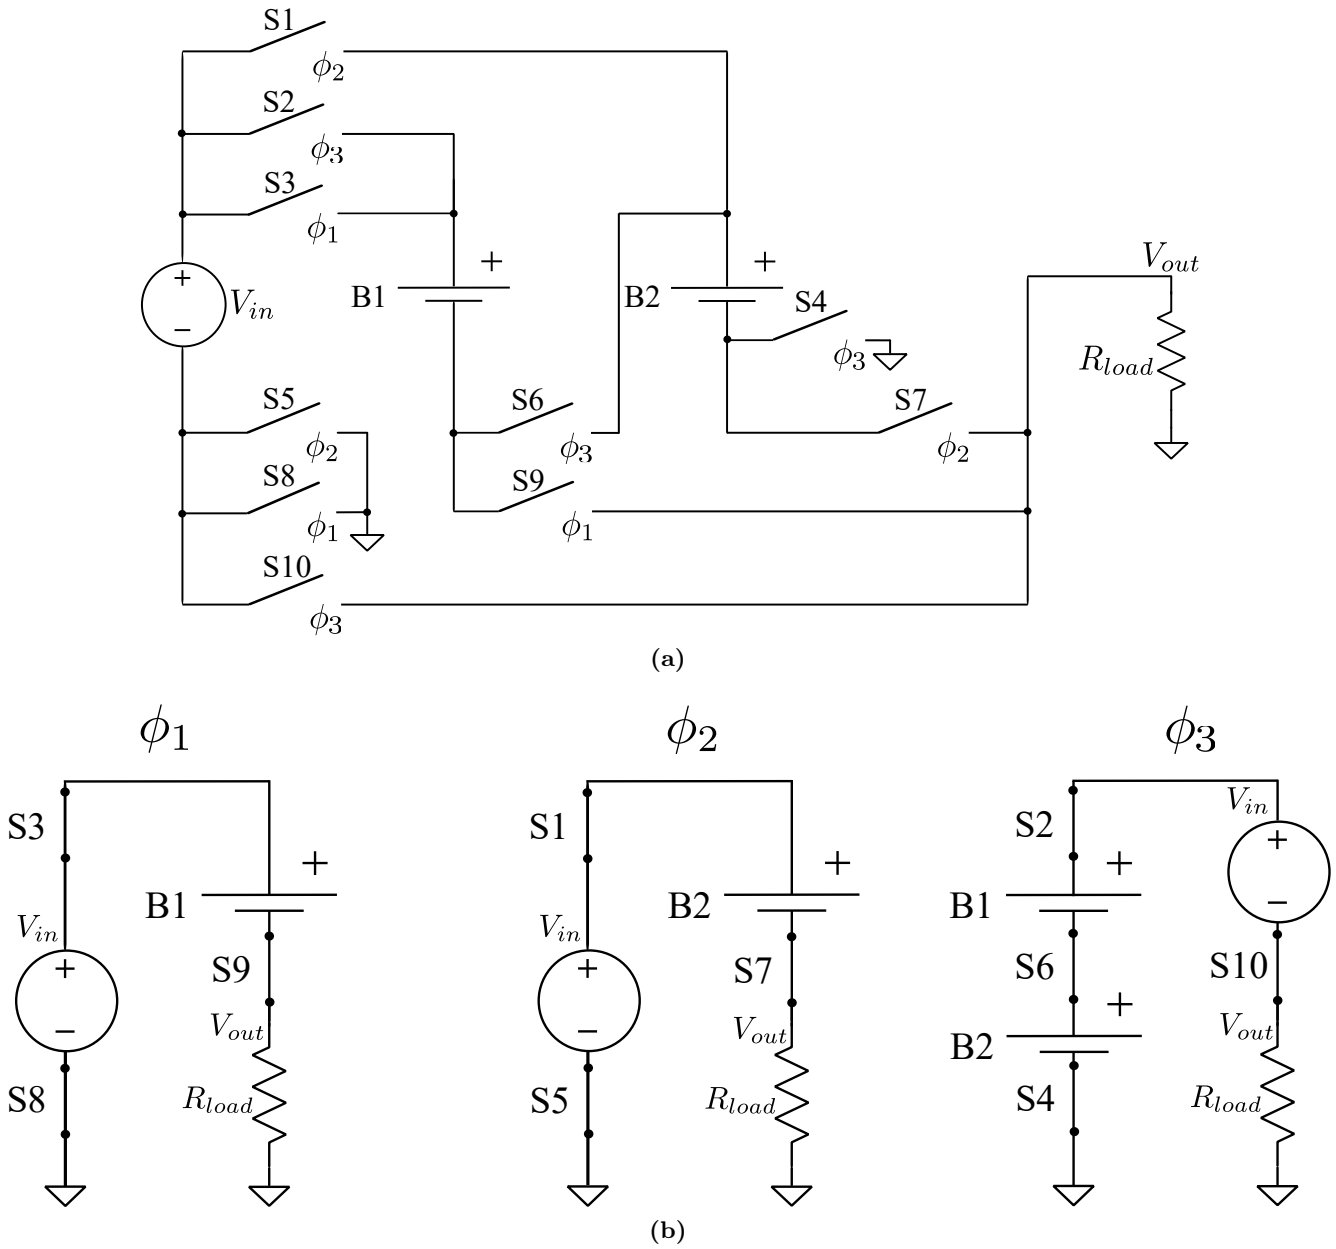 S1
ϕ2
S2
ϕ3
S3
ϕ1
+
−
Vin
B1
+
B2
+
S4
ϕ3
Vout
Rload
S5
ϕ2
S6
ϕ3
S7
ϕ2
S8
ϕ1
S9
ϕ1
S10
ϕ3
(a)
ϕ1 ϕ2 ϕ3
S3
B1
+
Vin
+
−
S9
Vout
S8
Rload
S1
B2
+
Vin
+
−
S7
Vout
S5
Rload
S2
Vin
+
−
B1
+
S6
S10
B2
+
Vout
S4
Rload
(b)